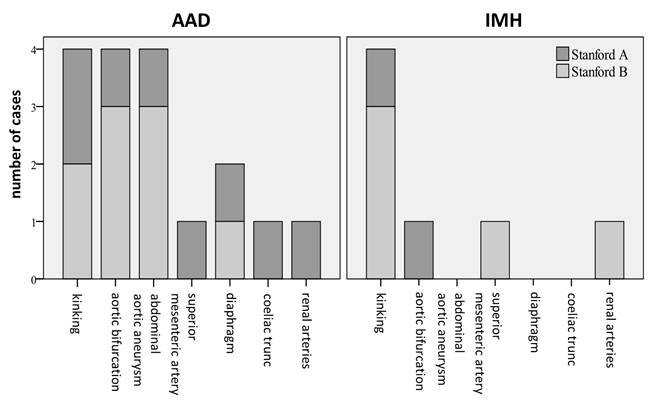 AAD
IMH
number of cases
4
3
2
1
0
Stanford A
Stanford B
kinking
aortic bifurcation
abdominal
aortic aneurysm
superior
mesenteric artery
diaphragm
coeliac trunc
renal arteries
kinking
aortic bifurcation
abdominal
aortic aneurysm
superior
mesenteric artery
diaphragm
coeliac trunc
renal arteries